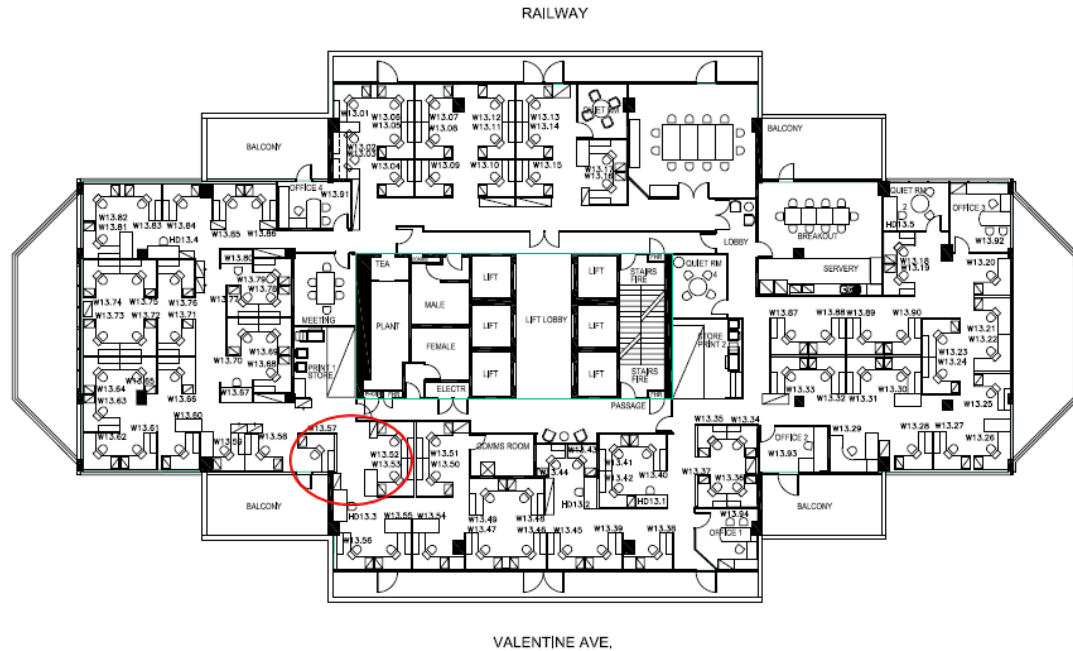 RAILWAY
W13.01
W13.02
W13.03
W13.04
W13.06
W13.05
W13.07
W13.08
W13.09
W13.12
W13.11
W13.10
W13.13
W13.14
W13.15
W13.17
W13.16
QUIET RM
BALCONY
BALCONY
OFFICE 4
W13.91
W13.82
W13.81
W13.83
W13.84
HD13.4
W13.85
W13.86
LOBBY
BREAKOUT
SERVERY
QUIET RM
2
HD13.5
OFFICE 3
W13.92
W13.18
W13.19
W13.20
W13.80
W13.79
W13.78
W13.77
W13.74
W13.73
W13.75
W13.72
W13.76
W13.71
MEETING
TEA
PLANT
MALE
FEMALE
ELECTR
LIFT
LIFT
LIFT
LIFT LOBBY
LIFT
LIFT
LIFT
STAIRS
FIRE
STAIRS
FIRE
QUIET RM
4
STORE
PRINT 2
PRINT 1
STORE
PASSAGE
W13.87
W13.88
W13.89
W13.90
W13.21
W13.22
W13.23
W13.24
W13.25
W13.33
W13.32
W13.31
W13.30
W13.70
W13.69
W13.68
W13.67
W13.64
W13.63
W13.65
W13.66
W13.62
W13.61
W13.60
W13.59
W13.58
W13.57
W13.52
W13.53
W13.51
W13.50
COMMS ROOM
W13.43
W13.44
HD13.2
W13.41
W13.42
W13.40
HD13.1
W13.35
W13.34
W13.37
W13.36
OFFICE 2
W13.93
W13.29
W13.28
W13.27
W13.26
BALCONY
BALCONY
HD13.3
W13.56
W13.55
W13.54
W13.49
W13.47
W13.48
W13.46
W13.45
W13.39
W13.38
W13.94
OFFICE 1
VALENTINE AVE.